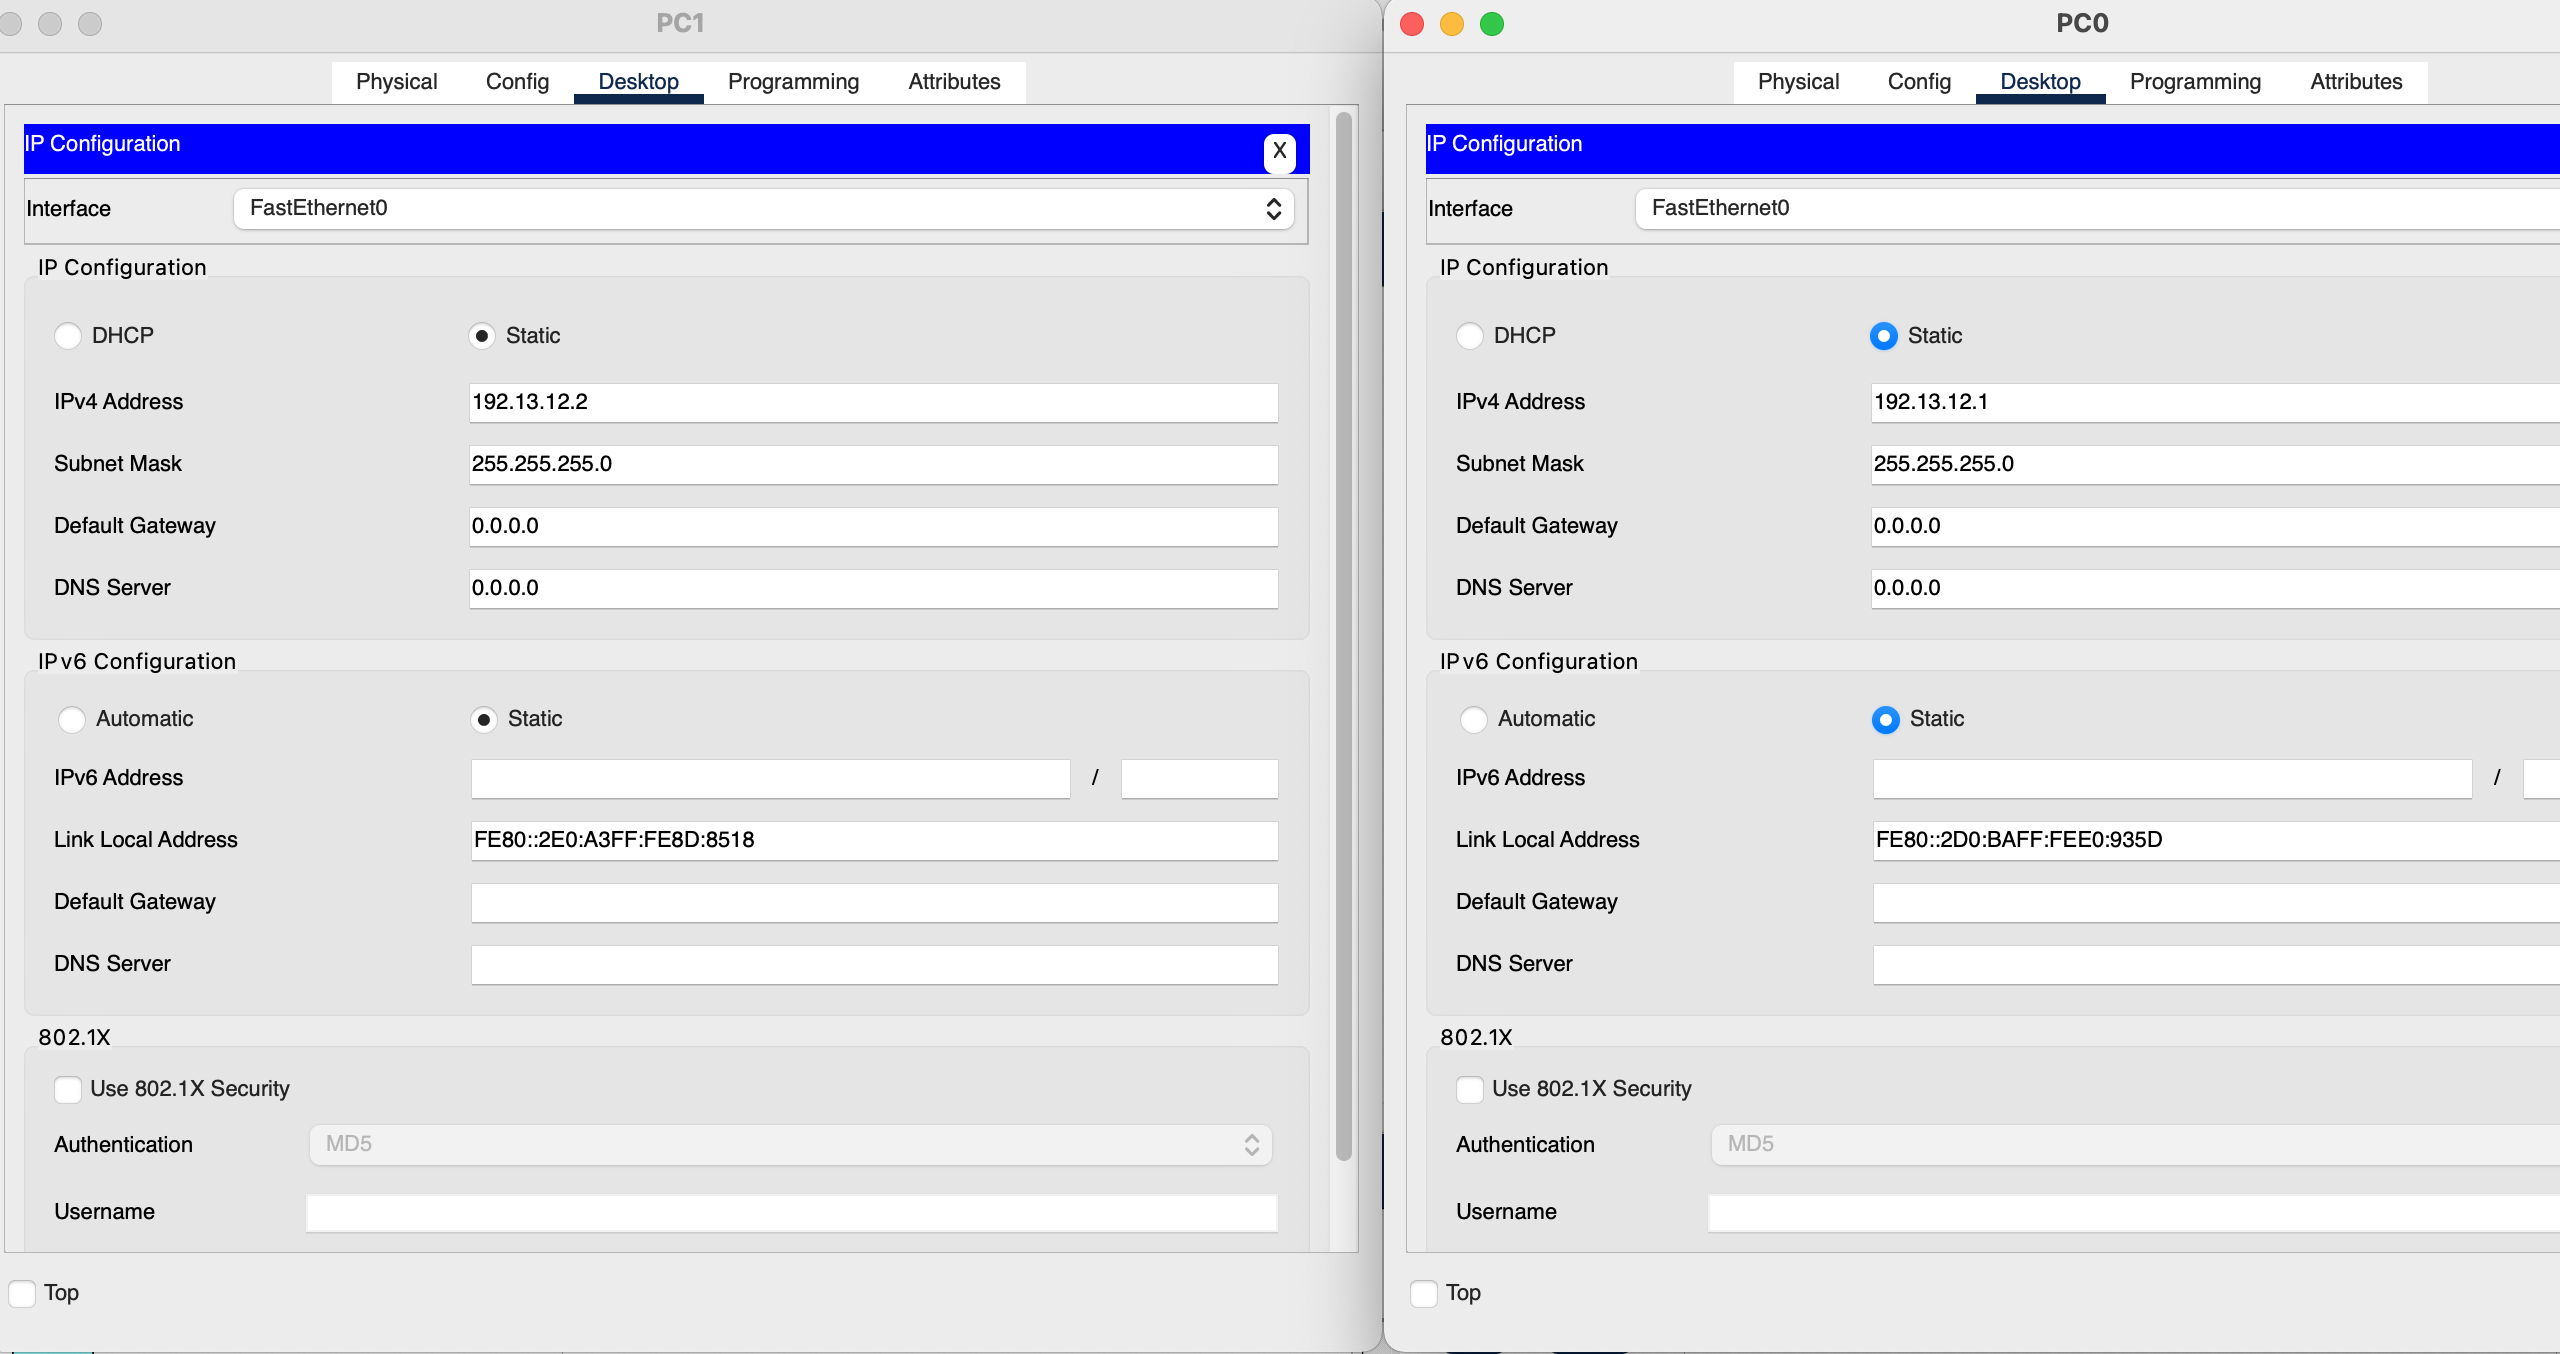 PC1
Physical Config Desktop Programming Attributes
IP Configuration
X
Interface FastEthernet0
IP Configuration
DHCP Static
IPv4 Address 192.13.12.2
Subnet Mask 255.255.255.0
Default Gateway 0.0.0.0
DNS Server 0.0.0.0
IPv6 Configuration
Automatic Static
IPv6 Address /
Link Local Address FE80::2E0:A3FF:FE8D:8518
Default Gateway
DNS Server
802.1X
Use 802.1X Security
Authentication MD5
Username
Top
PC0
Physical Config Desktop Programming Attributes
IP Configuration
Interface FastEthernet0
IP Configuration
DHCP Static
IPv4 Address 192.13.12.1
Subnet Mask 255.255.255.0
Default Gateway 0.0.0.0
DNS Server 0.0.0.0
IPv6 Configuration
Automatic Static
IPv6 Address /
Link Local Address FE80::2D0:BAFF:FEE0:935D
Default Gateway
DNS Server
802.1X
Use 802.1X Security
Authentication MD5
Username
Top